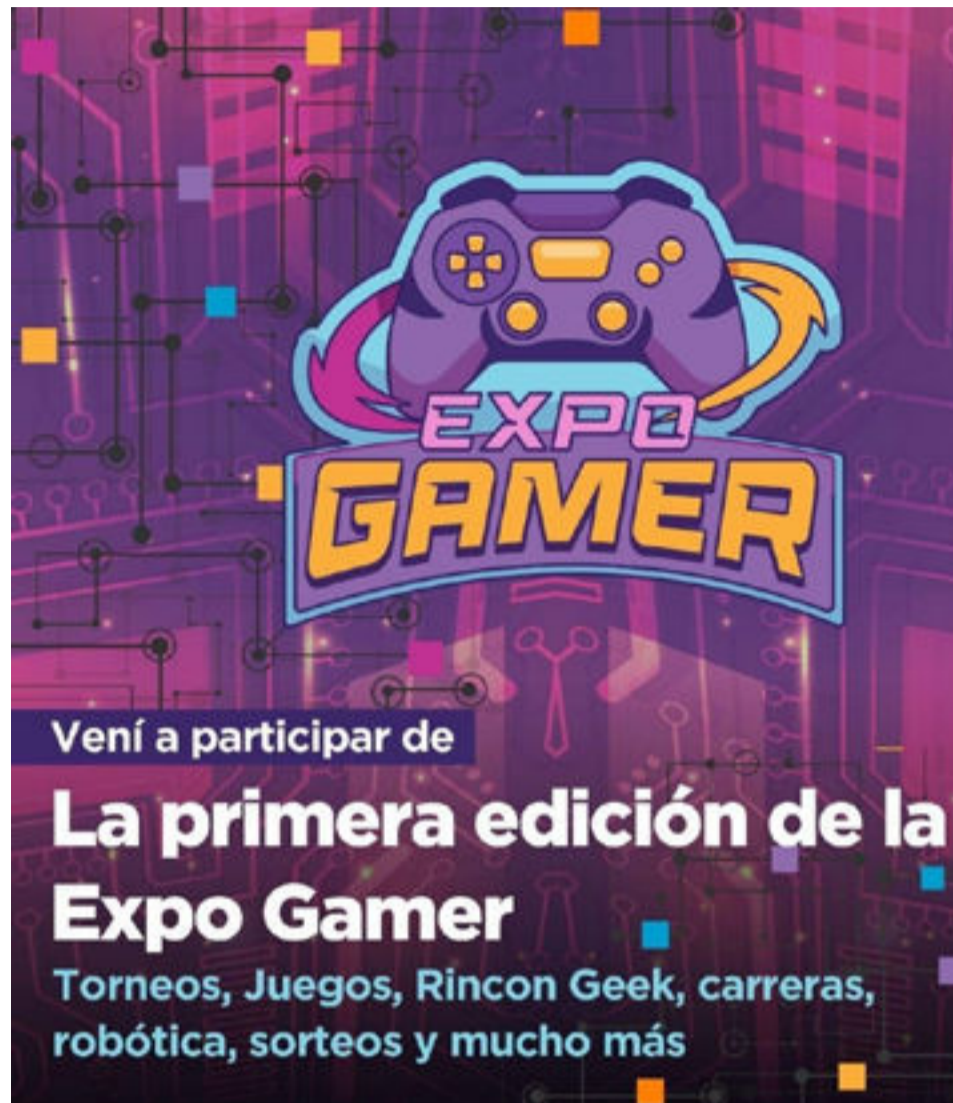 EXPO
GAMER
Vení a participar de
La primera edición de la
Expo Gamer
Torneos, Juegos, Rincon Geek, carreras,
robótica, sorteos y mucho más